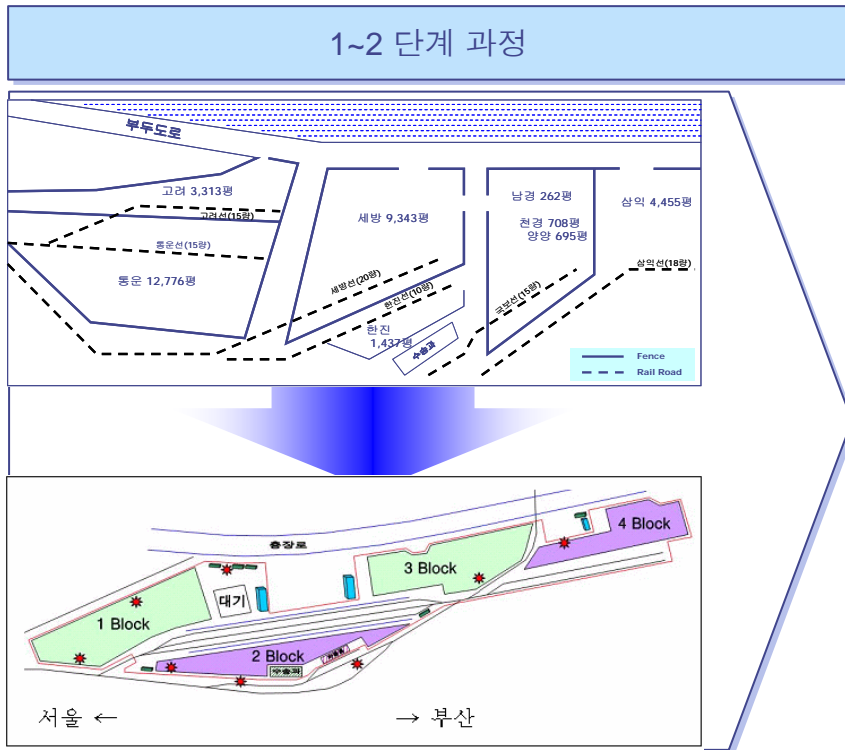 1~2 단계 과정
부두도로
고려 3,313평
고려선(15량)
통운선(15량)
통운 12,776평
세방 9,343평
세방선(20량)
한진선(10량)
한진
1,437평
수송과
국보선(15량)
남경 262평
천경 708평
양양 695평
삼익 4,455평
삼익선(18량)
Fence
Rail Road
충장로
1 Block
대기
2 Block
수송과
3 Block
4 Block
서울 ←
→ 부산